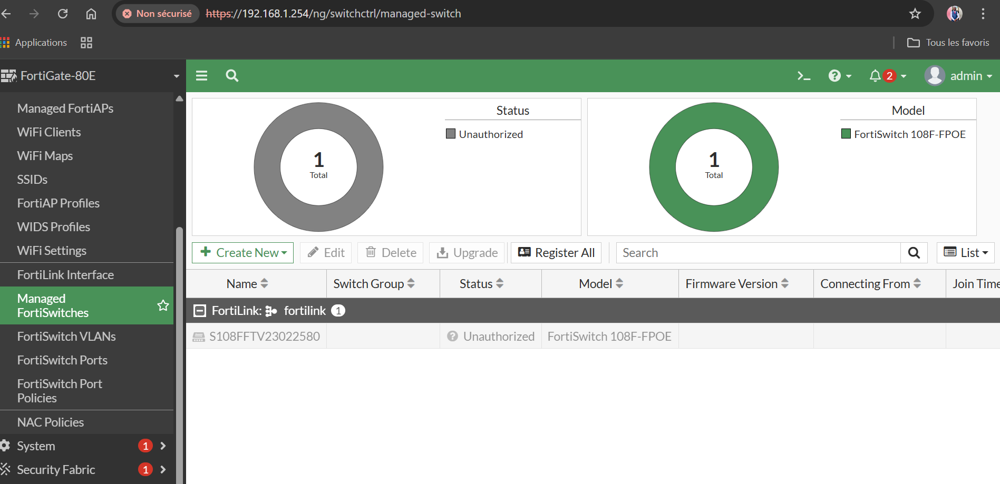 Non sécurisé
https://192.168.1.254/ng/switchctrl/managed-switch
Applications
Tous les favoris
FortiGate-80E
>_
?
2
admin
Managed FortiAPs
WiFi Clients
WiFi Maps
SSIDs
FortiAP Profiles
WIDS Profiles
WiFi Settings
FortiLink Interface
Managed
FortiSwitches
FortiSwitch VLANs
FortiSwitch Ports
FortiSwitch Port
Policies
NAC Policies
System 1
Security Fabric 1
Status
Unauthorized
1
Total
Model
FortiSwitch 108F-FPOE
1
Total
+ Create New
Edit
Delete
Upgrade
Register All
Search
List
Name Switch Group Status Model Firmware Version Connecting From Join Time
FortiLink: fortilink 1
S108FFTV23022580 ? Unauthorized FortiSwitch 108F-FPOE